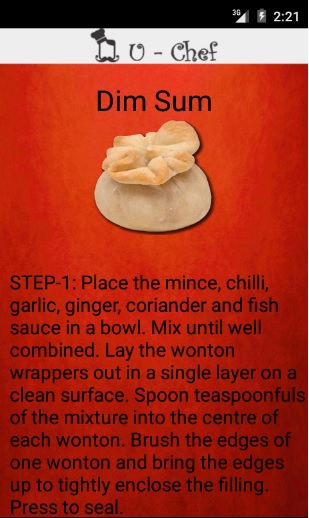 3G 2:21
U - Chef
Dim Sum
STEP-1: Place the mince, chilli,
garlic, ginger, coriander and fish
sauce in a bowl. Mix until well
combined. Lay the wonton
wrappers out in a single layer on a
clean surface. Spoon teaspoonfuls
of the mixture into the centre of
each wonton. Brush the edges of
one wonton and bring the edges
up to tightly enclose the filling.
Press to seal.